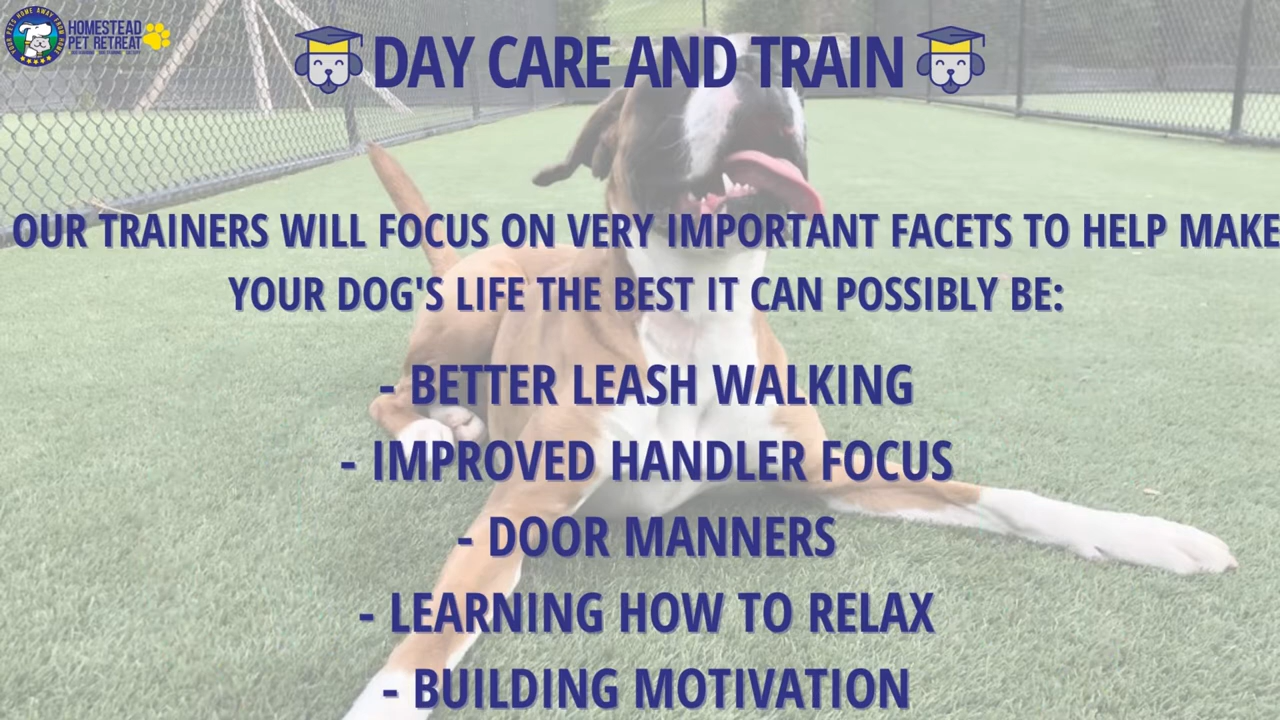 HOMESTEAD
PET RETREAT
DAY CARE AND TRAIN
OUR TRAINERS WILL FOCUS ON VERY IMPORTANT FACETS TO HELP MAKE
YOUR DOG'S LIFE THE BEST IT CAN POSSIBLY BE:
- BETTER LEASH WALKING
- IMPROVED HANDLER FOCUS
- DOOR MANNERS
- LEARNING HOW TO RELAX
- BUILDING MOTIVATION